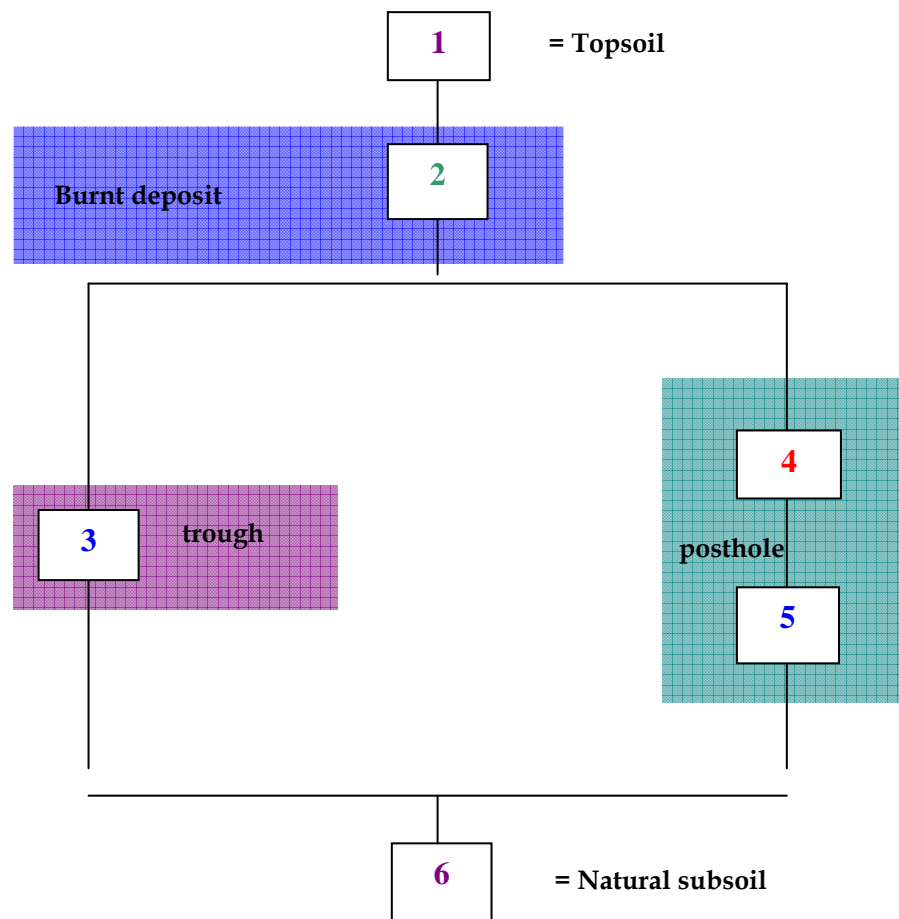 1 = Topsoil
2
Burnt deposit
4
3 trough
posthole
5
6 = Natural subsoil